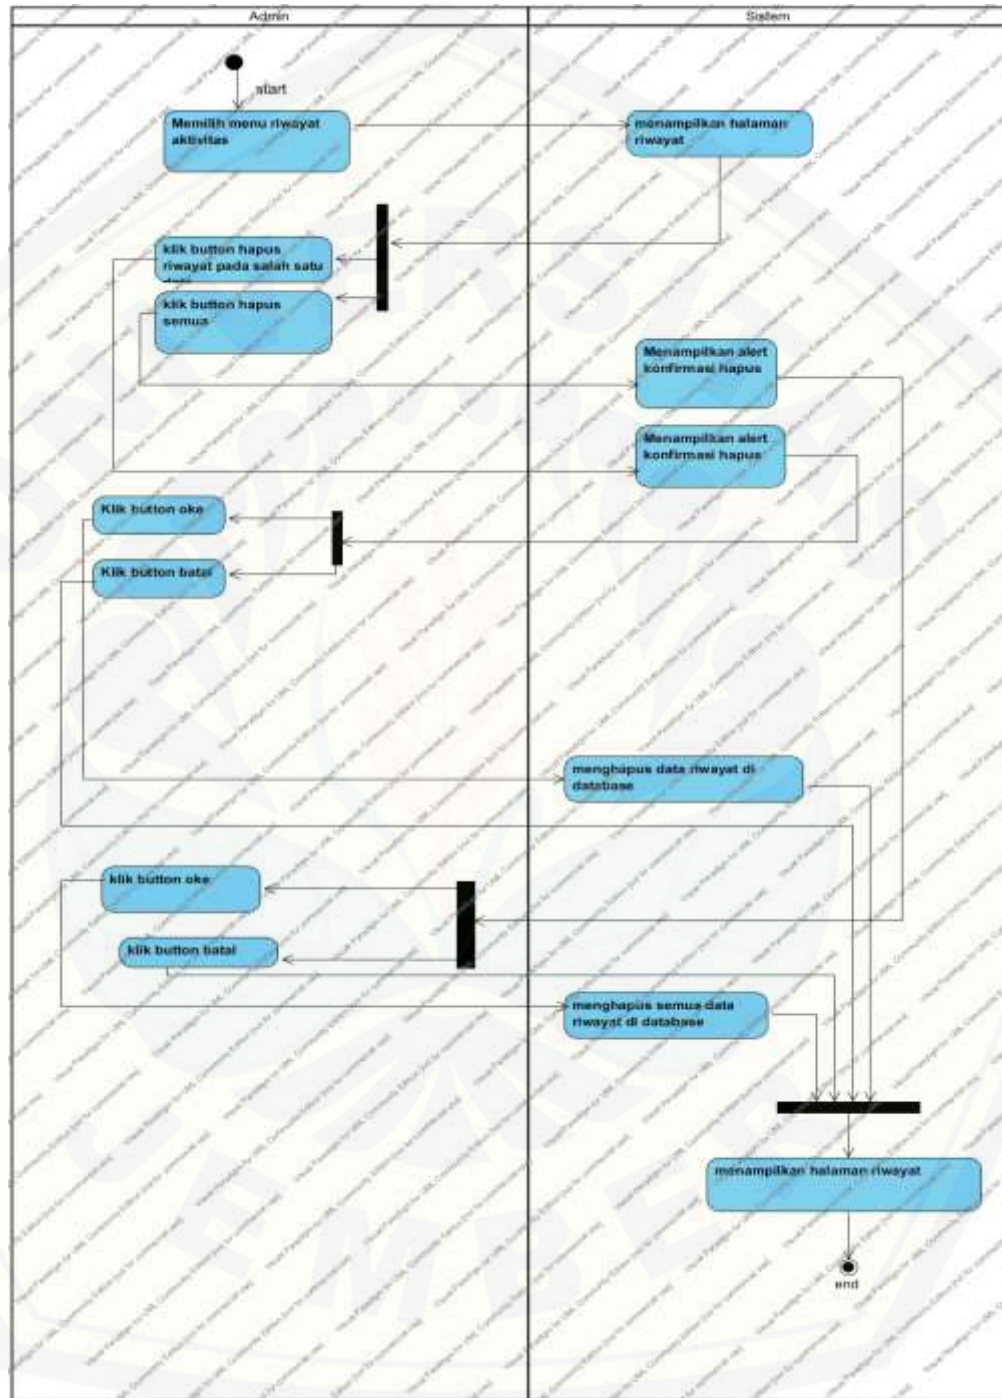 Admin
Sistem
start
Memilih menu riwayat
aktivitas
menampilkan halaman
riwayat
klik button hapus
riwayat pada salah satu
klik button hapus
semua
Menampilkan alert
konfirmasi hapus
Menampilkan alert
konfirmasi hapus
Klik button oke
Klik button batal
menghapus data riwayat di
database
klik button oke
klik button batal
menghapus semua data
riwayat di database
menampilkan halaman riwayat
end